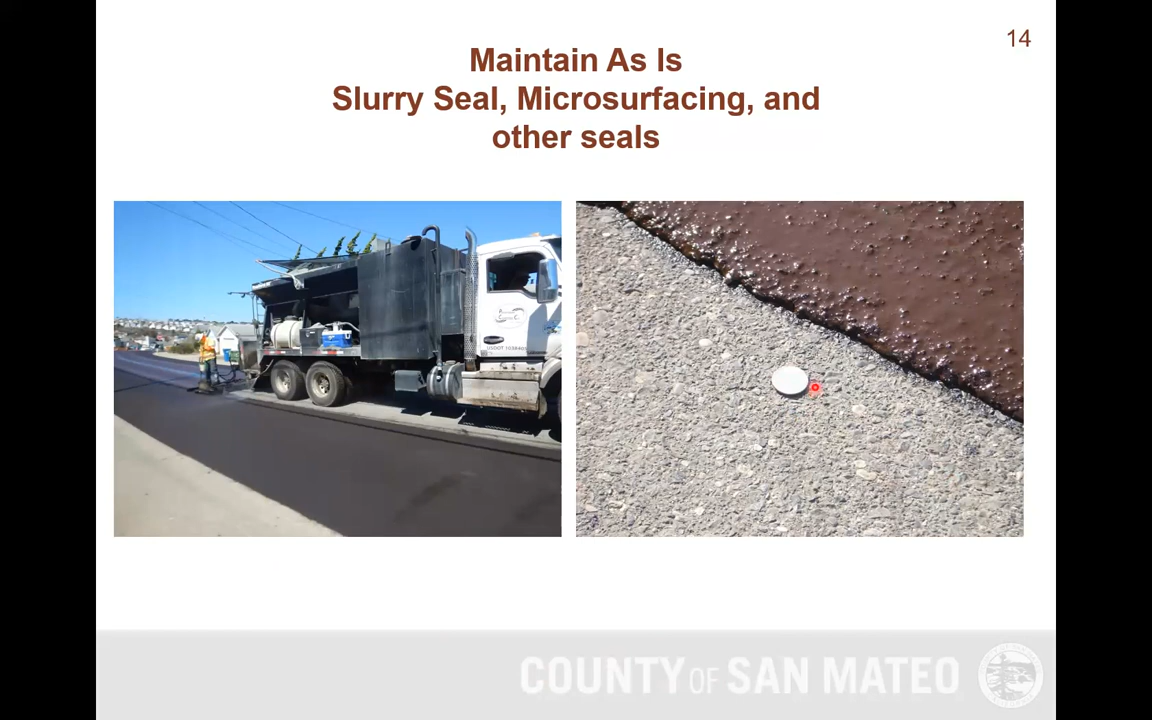 14
Maintain As Is
Slurry Seal, Microsurfacing, and
other seals
COUNTY OF SAN MATEO